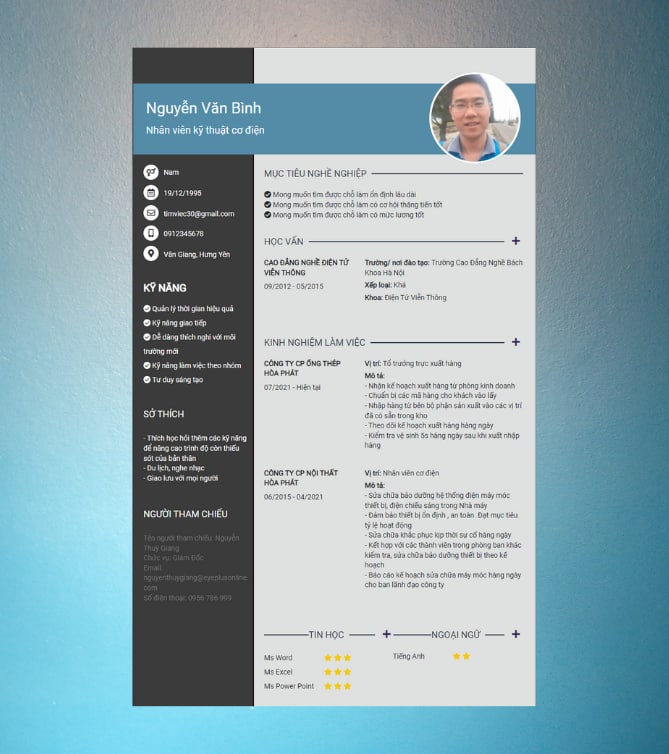 Nguyễn Văn Bình
Nhân viên kỹ thuật cơ điện
Nam
19/12/1995
timviec30@gmail.com
0912345678
Văn Giang, Hưng Yên
KỸ NĂNG
Quản lý thời gian hiệu quả
Kỹ năng giao tiếp
Dễ dàng thích nghi với môi
trường mới
Kỹ năng làm việc theo nhóm
Tư duy sáng tạo
SỞ THÍCH
- Thích học hỏi thêm các kỹ năng
để nâng cao trình độ còn thiếu
sót của bản thân
- Du lịch, nghe nhạc
- Giao lưu với mọi người
NGƯỜI THAM CHIẾU
Tên người tham chiếu: Nguyễn
Thuỳ Giang
Chức vụ: Giám Đốc
Email:
nguyenthuygiang@eyeplusonline.
com
Số điện thoại: 0956 786 999
MỤC TIÊU NGHỀ NGHIỆP
Mong muốn tìm được chỗ làm ổn định lâu dài
Mong muốn tìm được chỗ làm có cơ hội thăng tiến tốt
Mong muốn tìm được chỗ làm có mức lương tốt
HỌC VẤN
CAO ĐẲNG NGHỀ ĐIỆN TỬ
VIỄN THÔNG
09/2012 - 05/2015
Trường/ nơi đào tạo: Trường Cao Đẳng Nghề Bách
Khoa Hà Nội
Xếp loại: Khá
Khoa: Điện Tử Viễn Thông
KINH NGHIỆM LÀM VIỆC
CÔNG TY CP ỐNG THÉP
HÒA PHÁT
07/2021 - Hiện tại
Vị trí: Tổ trưởng trực xuất hàng
Mô tả:
- Nhận kế hoạch xuất hàng từ phòng kinh doanh
- Chuẩn bị các mã hàng cho khách vào lấy
- Nhập hàng từ bên bộ phận sản xuất vào các vị trí
đã có sẵn trong kho
- Theo dõi kế hoạch xuất hàng hàng ngày
- Kiểm tra vệ sinh 5s hàng ngày sau khi xuất nhập
hàng
CÔNG TY CP NỘI THẤT
HÒA PHÁT
06/2015 - 04/2021
Vị trí: Nhân viên cơ điện
Mô tả:
- Sửa chữa bảo dưỡng hệ thống điện máy móc
thiết bị, điện chiếu sáng trong Nhà máy
- Đảm bảo thiết bị ổn định , an toàn. Đạt mục tiêu
tỷ lệ hoạt động
- Sửa chữa khắc phục kịp thời sự cố hàng ngày
- Kết hợp với các thành viên trong phòng ban khác
kiểm tra, sửa chữa bảo dưỡng thiết bị theo kế
hoạch
- Báo cáo kế hoạch sửa chữa máy móc hàng ngày
cho ban lãnh đạo công ty
TIN HỌC
Ms Word
Ms Excel
Ms Power Point
NGOẠI NGỮ
Tiếng Anh